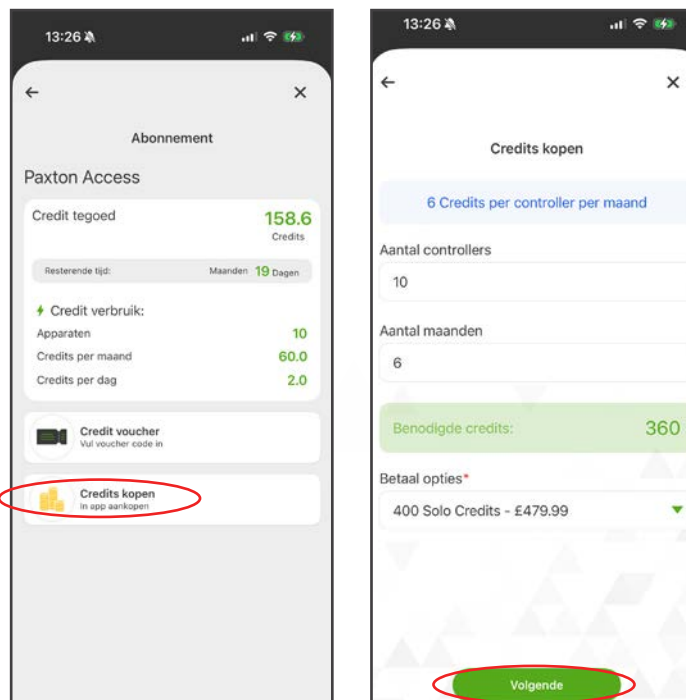 13:26
Abonnement
Paxton Access
Credit tegoed
158.6
Credits
Resterende tijd:
Maanden 19 Dagen
Credit verbruik:
Apparaten 10
Credits per maand 60.0
Credits per dag 2.0
Credit voucher
Vul voucher code in
Credits kopen
In app aankopen
13:26
Credits kopen
6 Credits per controller per maand
Aantal controllers
10
Aantal maanden
6
Benodigde credits: 360
Betaal opties*
400 Solo Credits - £479.99
Volgende